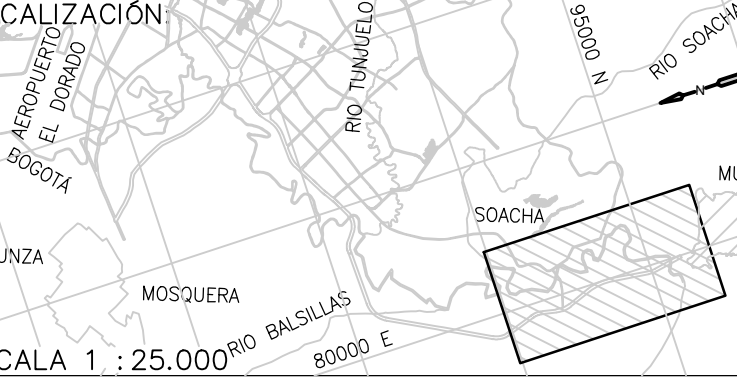 CALIZACIÓN:
AEROPUERTO
EL DORADO
BOGOTÁ
RIO TUNJUELO
95000 N
RIO SOACHA
N
MU
SOACHA
UNZA
MOSQUERA
RIO BALSILLAS
80000 E
CALA 1 : 25.000